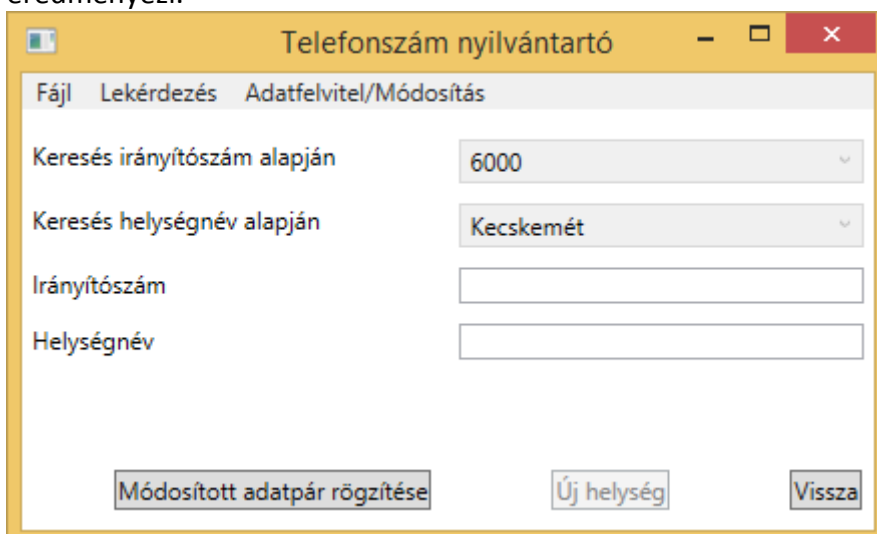 eredményezi.
Telefonszám nyilvántartó
Fájl Lekérdezés Adatfelvitel/Módosítás
Keresés irányítószám alapján 6000
Keresés helységnév alapján Kecskemét
Irányítószám
Helységnév
Módosított adatpár rögzítése Új helység Vissza